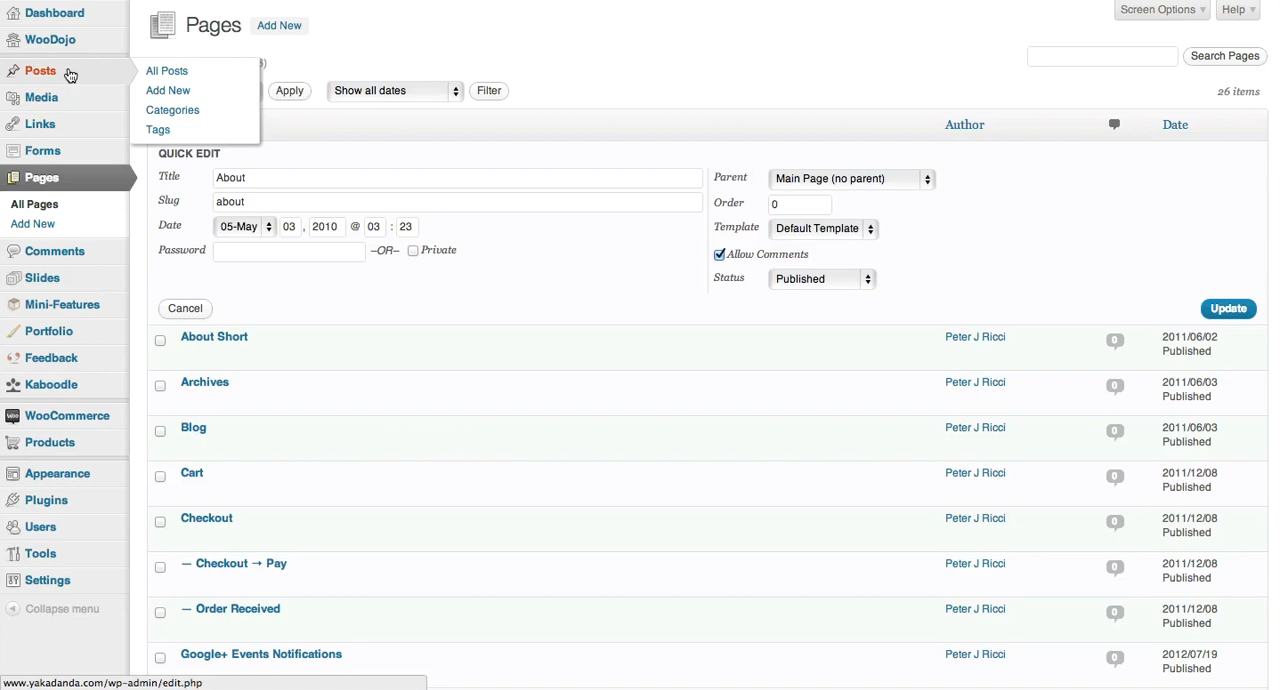 Dashboard
WooDojo
Posts
Media
Links
Forms
Pages
All Pages
Add New
Comments
Slides
Mini-Features
Portfolio
Feedback
Kaboodle
WooCommerce
Products
Appearance
Plugins
Users
Tools
Settings
Collapse menu
All Posts
Add New
Categories
Tags
Pages Add New
Screen Options Help
Search Pages
Apply Show all dates Filter 26 items
Author Date
QUICK EDIT
Title About
Slug about
Date 05-May 03 , 2010 @ 03 : 23
Password –OR– Private
Parent Main Page (no parent)
Order 0
Template Default Template
Allow Comments
Status Published
Cancel Update
About Short Peter J Ricci 0 2011/06/02
Published
Archives Peter J Ricci 0 2011/06/03
Published
Blog Peter J Ricci 0 2011/06/03
Published
Cart Peter J Ricci 0 2011/12/08
Published
Checkout Peter J Ricci 0 2011/12/08
Published
— Checkout → Pay Peter J Ricci 0 2011/12/08
Published
— Order Received Peter J Ricci 0 2011/12/08
Published
Google+ Events Notifications Peter J Ricci 0 2012/07/19
Published
www.yakadanda.com/wp-admin/edit.php